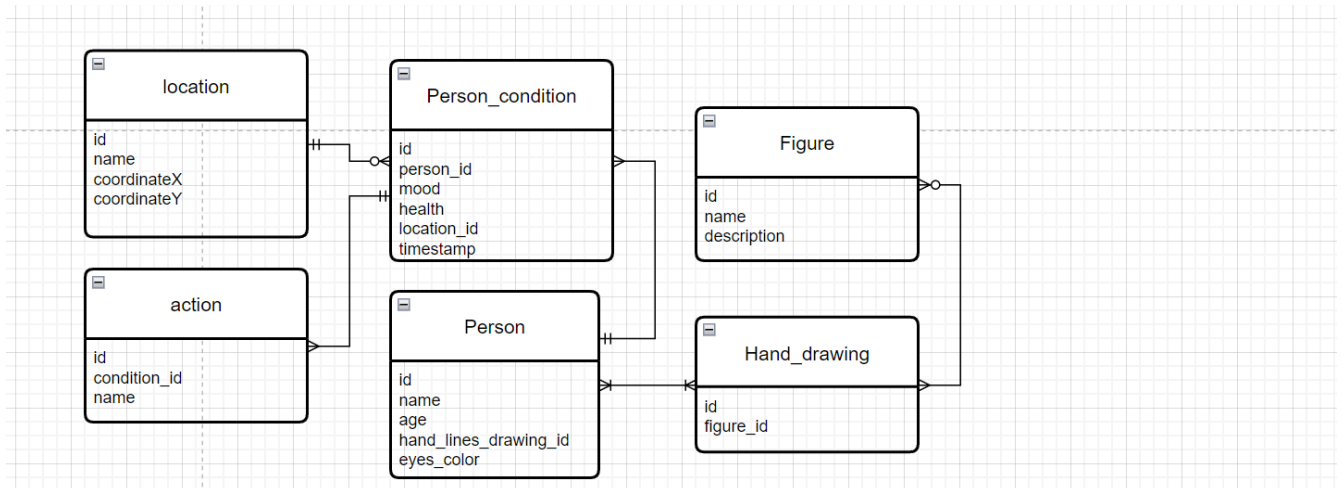 location
id
name
coordinateX
coordinateY
Person_condition
id
person_id
mood
health
location_id
timestamp
Figure
id
name
description
action
id
condition_id
name
Person
id
name
age
hand_lines_drawing_id
eyes_color
Hand_drawing
id
figure_id